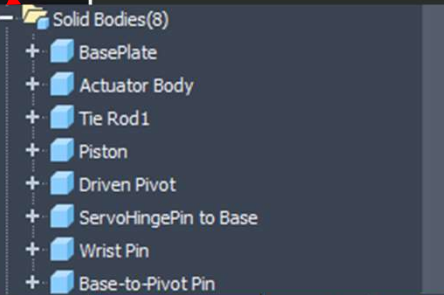 Solid Bodies(8)
BasePlate
Actuator Body
Tie Rod1
Piston
Driven Pivot
ServoHingePin to Base
Wrist Pin
Base-to-Pivot Pin